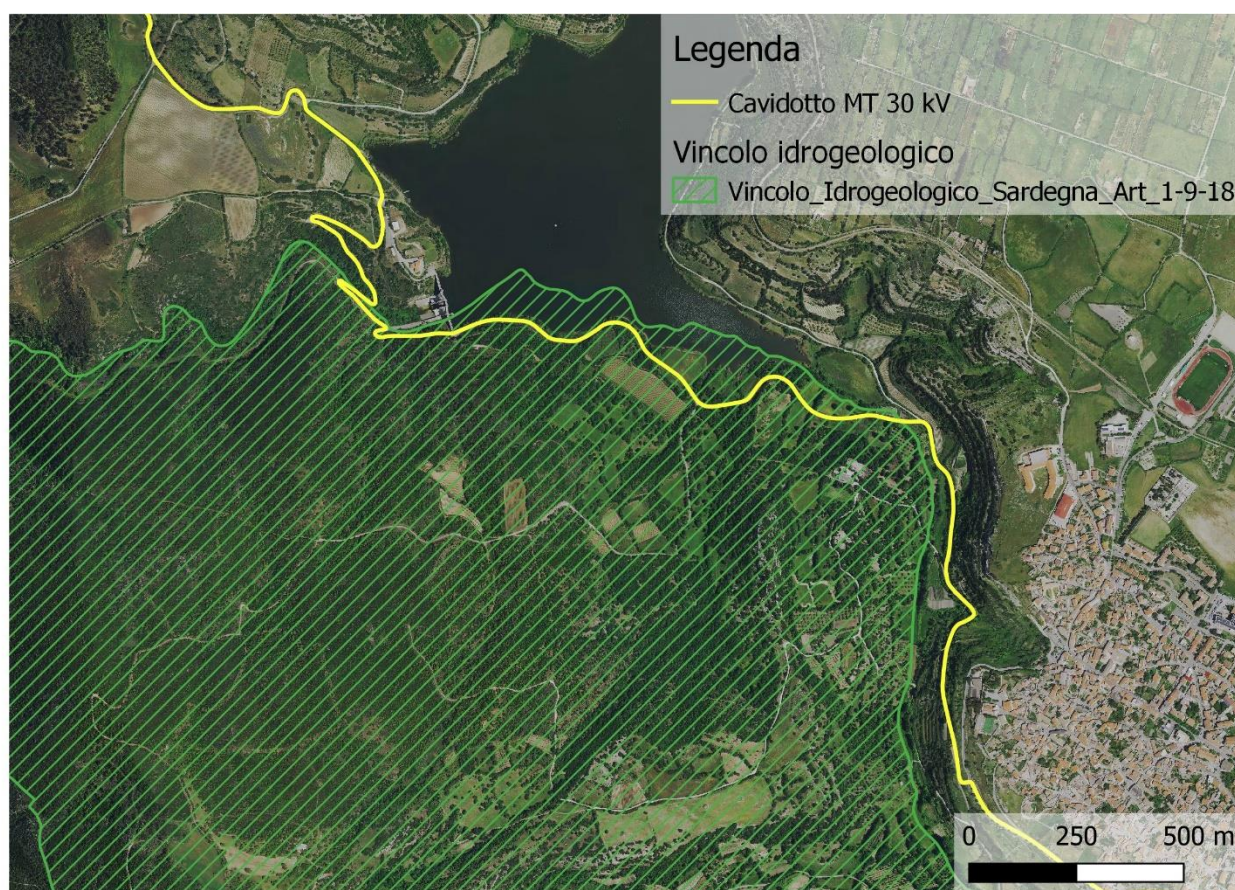 Legenda
Cavidotto MT 30 kV
Vincolo idrogeologico
Vincolo_Idrogeologico_Sardegna_Art_1-9-18
0 250 500 m